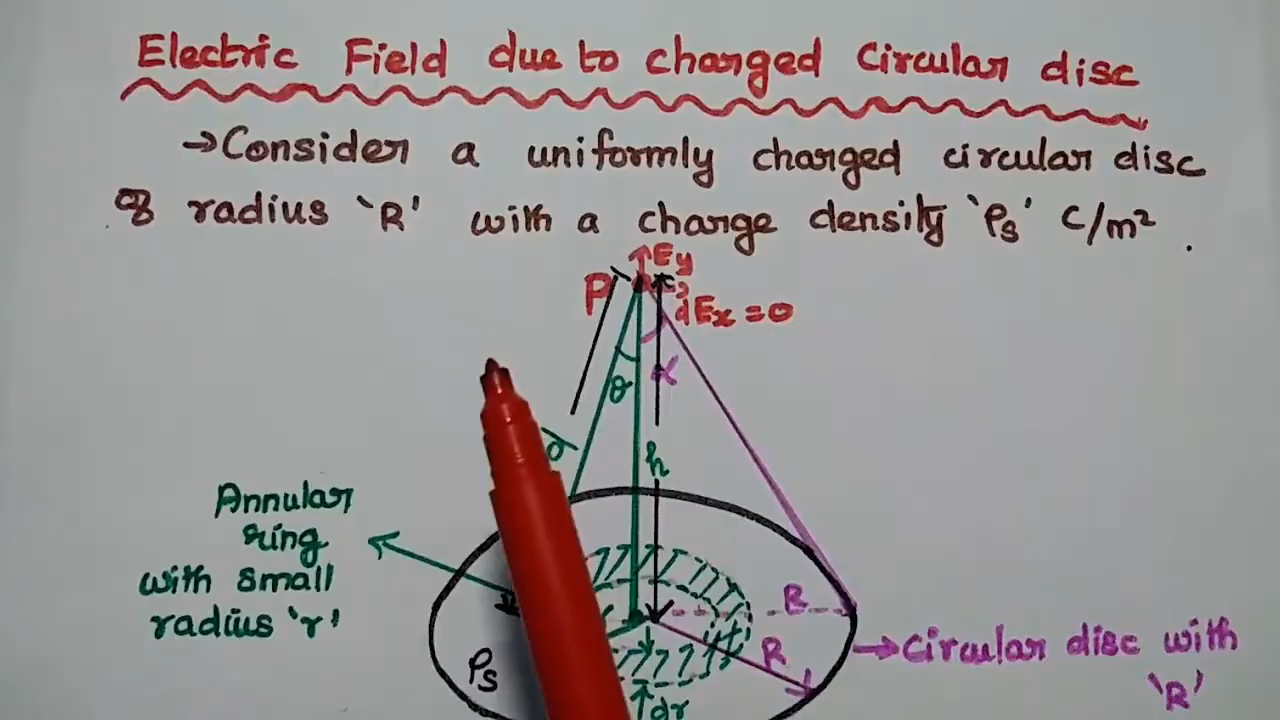 Electric Field due to charged Circular disc
→Consider a uniformly charged circular disc
of radius 'R' with a charge density 'ρs' C/m².
Ey
P
dEx = 0
θ
α
d
h
Annular
ring
with small
radius 'r'
R
R
ρs
→Circular disc with
'R'
dr